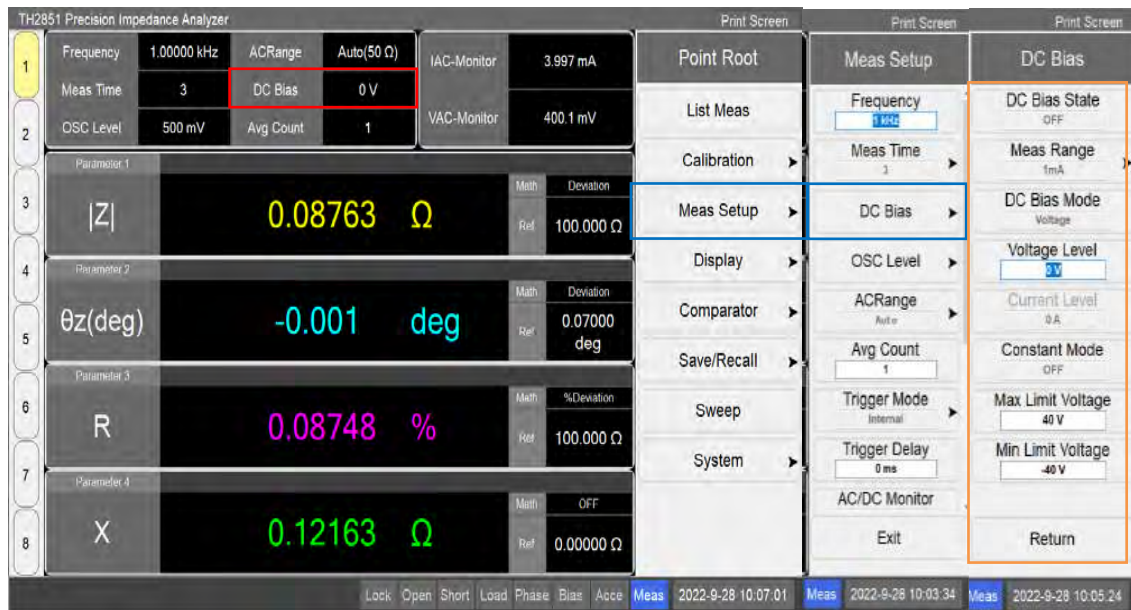 TH2851 Precision Impedance Analyzer
Print Screen
Print Screen
Print Screen
1
2
3
4
5
6
7
8
Frequency 1.00000 kHz ACRange Auto(50 Ω)
Meas Time 3 DC Bias 0 V
OSC Level 500 mV Avg Count 1
IAC-Monitor 3.997 mA
VAC-Monitor 400.1 mV
Parameter 1
|Z| 0.08763 Ω
Math Deviation
Ref 100.000 Ω
Parameter 2
θz(deg) -0.001 deg
Math Deviation
Ref 0.07000 deg
Parameter 3
R 0.08748 %
Math %Deviation
Ref 100.000 Ω
Parameter 4
X 0.12163 Ω
Math OFF
Ref 0.00000 Ω
Lock Open Short Load Phase Bias Acce Meas 2022-9-28 10:07:01
Point Root
List Meas
Calibration
Meas Setup
Display
Comparator
Save/Recall
Sweep
System
Meas Setup
Frequency
1 kHz
Meas Time
3
DC Bias
OSC Level
ACRange
Auto
Avg Count
1
Trigger Mode
Internal
Trigger Delay
0 ms
AC/DC Monitor
Exit
Meas 2022-9-28 10:03:34
DC Bias
DC Bias State
OFF
Meas Range
1mA
DC Bias Mode
Voltage
Voltage Level
0 V
Current Level
0 A
Constant Mode
OFF
Max Limit Voltage
40 V
Min Limit Voltage
-40 V
Return
Meas 2022-9-28 10:05:24